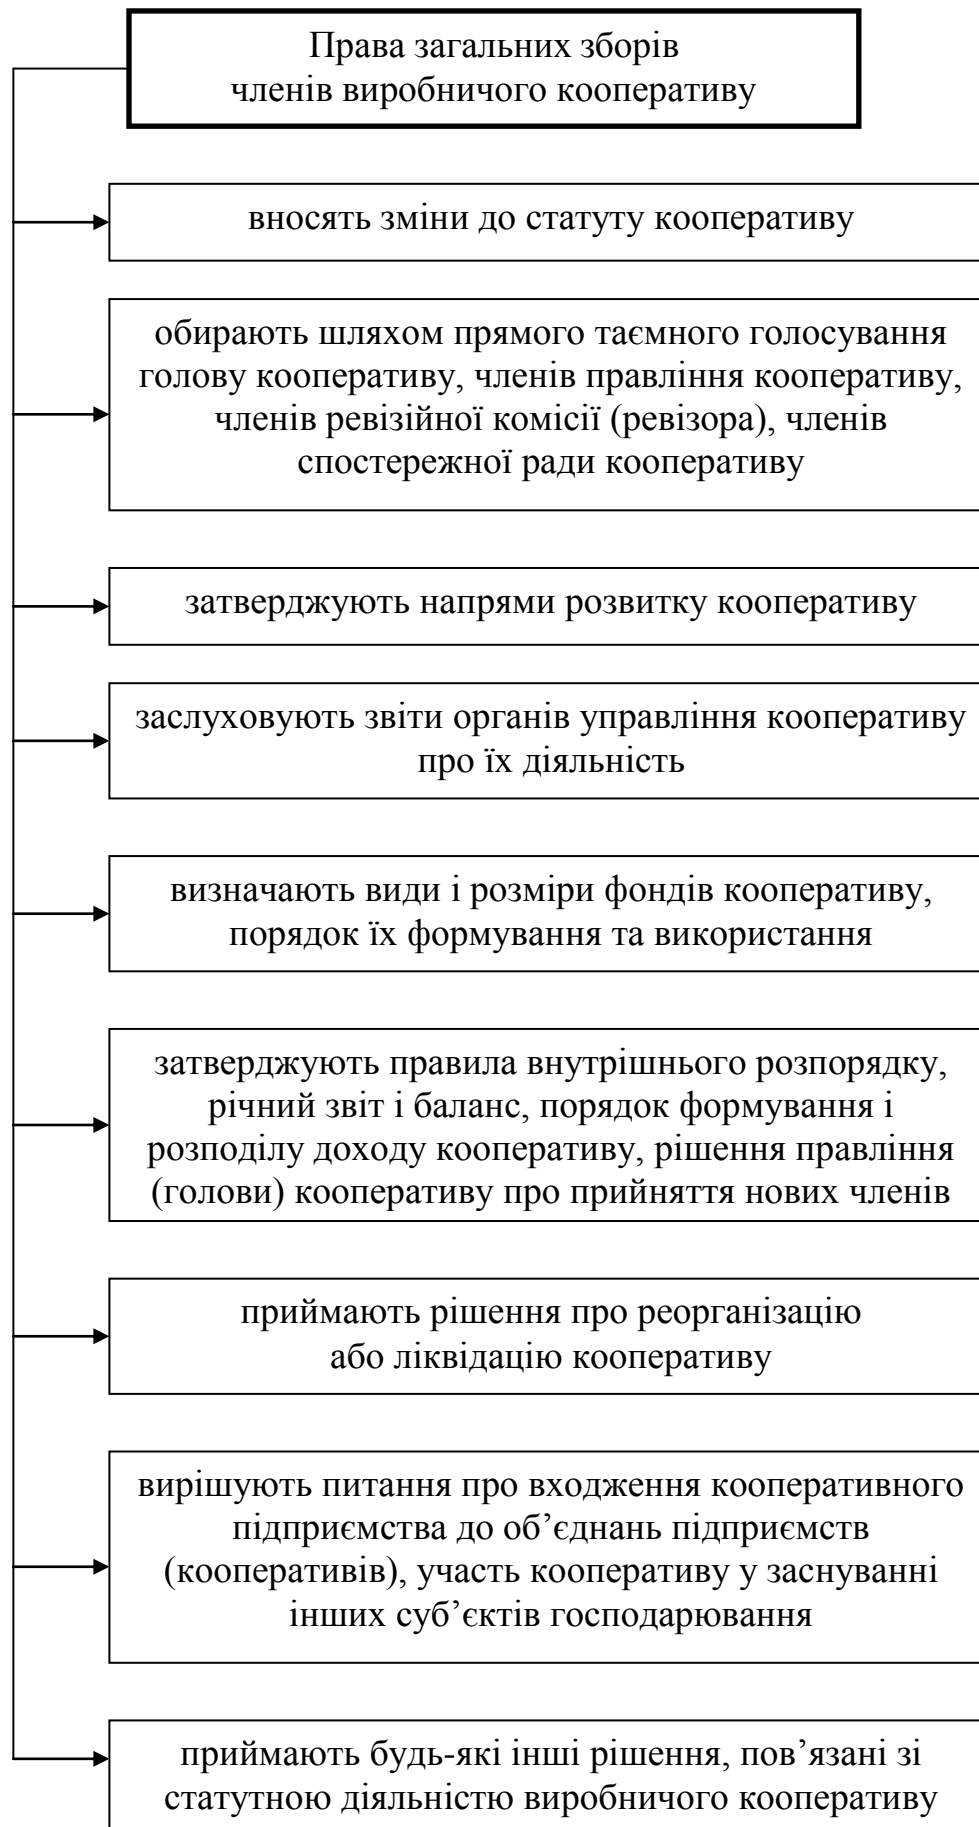 Права загальних зборів
членів виробничого кооперативу
вносять зміни до статуту кооперативу
обирають шляхом прямого таємного голосування
голову кооперативу, членів правління кооперативу,
членів ревізійної комісії (ревізора), членів
спостережної ради кооперативу
затверджують напрями розвитку кооперативу
заслуховують звіти органів управління кооперативу
про їх діяльність
визначають види і розміри фондів кооперативу,
порядок їх формування та використання
затверджують правила внутрішнього розпорядку,
річний звіт і баланс, порядок формування і
розподілу доходу кооперативу, рішення правління
(голови) кооперативу про прийняття нових членів
приймають рішення про реорганізацію
або ліквідацію кооперативу
вирішують питання про входження кооперативного
підприємства до об’єднань підприємств
(кооперативів), участь кооперативу у заснуванні
інших суб’єктів господарювання
приймають будь-які інші рішення, пов’язані зі
статутною діяльністю виробничого кооперативу